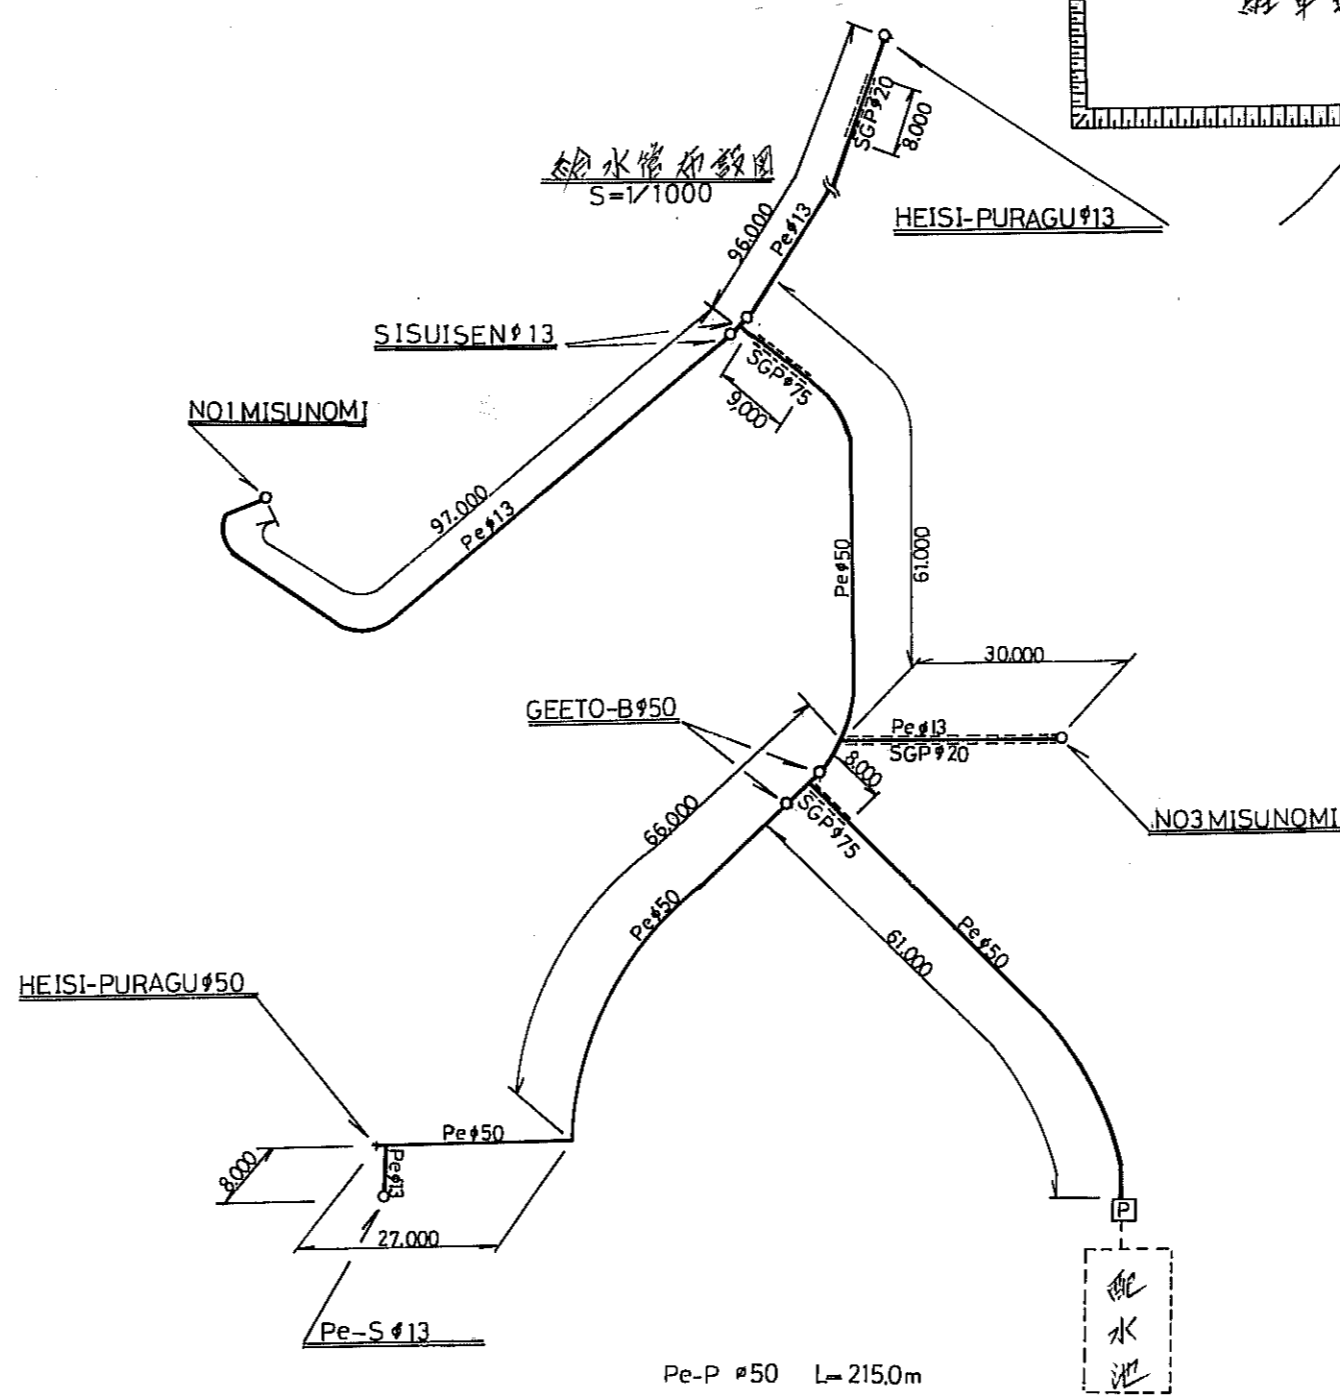 SGPφ20
8.000
給水管布設図
S=1/1000
HEISI-PURAGUφ13
96.000
Peφ13
SISUISENφ13
SGPφ75
9,000
NO1MISUNOMI
97.000
Peφ13
Peφ50
61.000
30.000
GEETO-Bφ50
Peφ13
SGPφ20
8.000
SGPφ75
NO3MISUNOMI
66.000
Peφ50
61.000
Peφ50
HEISI-PURAGUφ50
Peφ50
8.000
Peφ13
27.000
P
配水池
Pe-Sφ13
Pe-P φ50 L=215.0m